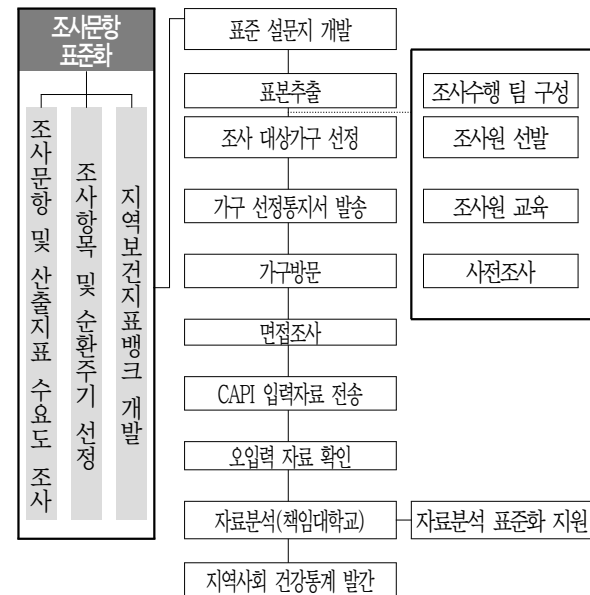 조사문항
표준화
조사문항 및 산출지표 수요도 조사
조사항목 및 순환주기 선정
지역보건지표뱅크 개발
표준 설문지 개발
표본추출
조사 대상가구 선정
가구 선정통지서 발송
가구방문
면접조사
CAPI 입력자료 전송
오입력 자료 확인
자료분석(책임대학교)
지역사회 건강통계 발간
조사수행 팀 구성
조사원 선발
조사원 교육
사전조사
자료분석 표준화 지원